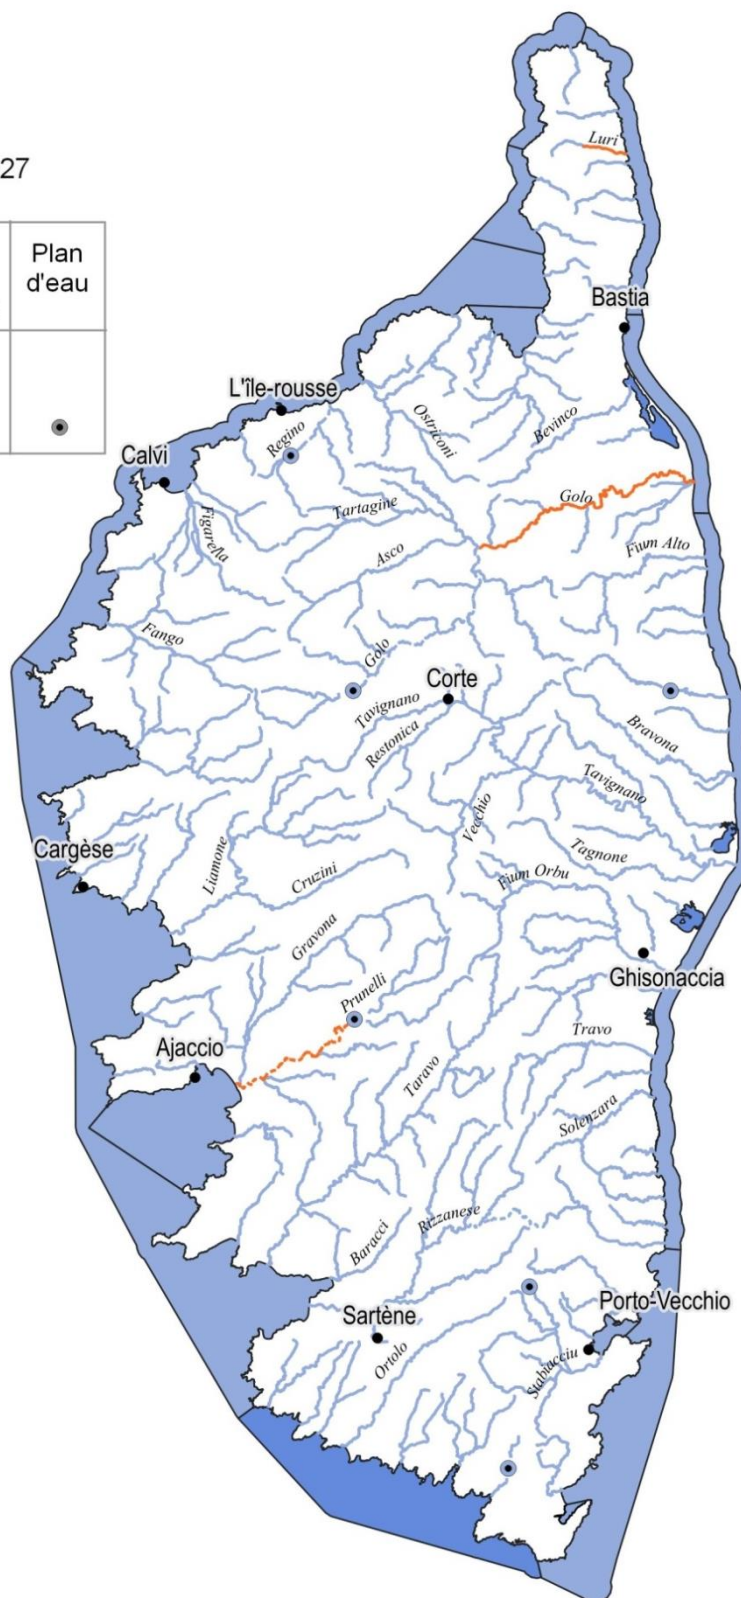 Luri
27
Plan
d'eau
Bastia
L'île-rousse
Ostriconi
Bevinco
Regino
Calvi
Golo
Tartagine
Figarella
Asco
Fium Alto
Fango
Golo
Corte
Tavignano
Restonica
Bravona
Tavignano
Vecchio
Cargèse
Liamone
Tagnone
Cruzini
Fium Orbu
Gravona
Ghisonaccia
Prunelli
Travo
Ajaccio
Taravo
Solenzara
Rizzanese
Baracci
Porto-Vecchio
Sartène
Ortolo
Stabiacciu